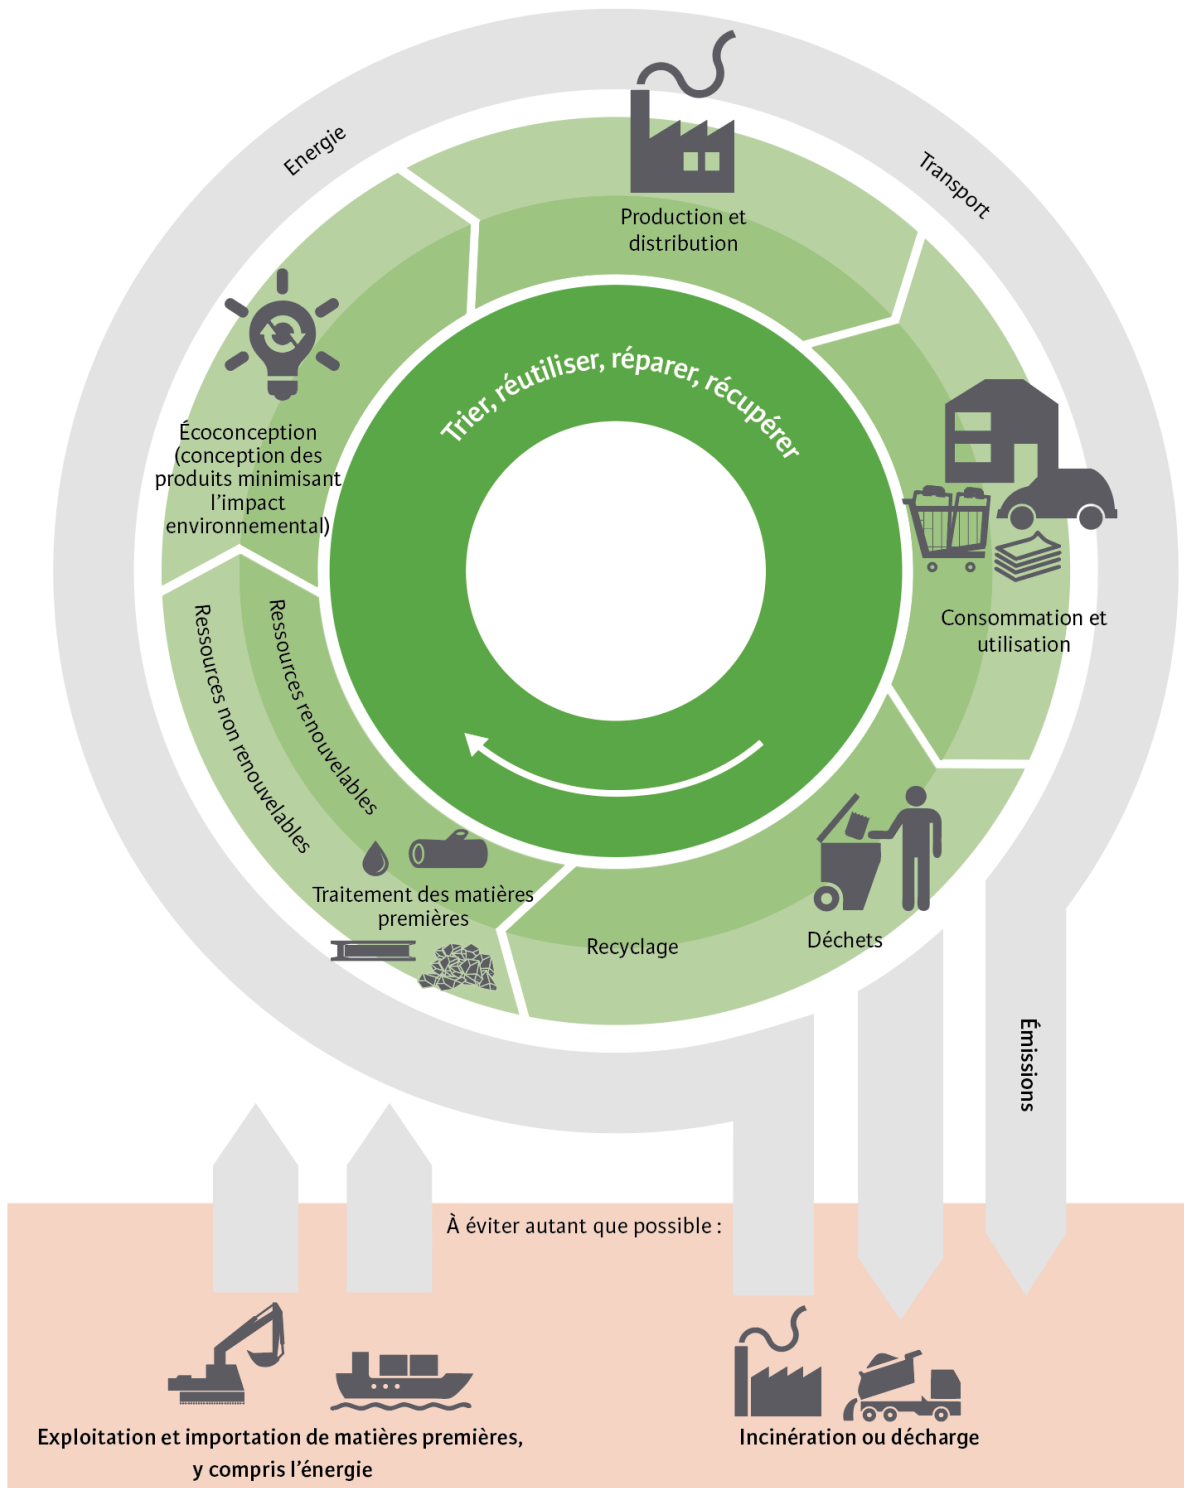 Energie
Transport
Production et
distribution
Trier, réutiliser, réparer, récupérer
Écoconception
(conception des
produits minimisant
l'impact
environnemental)
Consommation et
utilisation
Ressources non renouvelables
Ressources renouvelables
Traitement des matières
premières
Recyclage
Déchets
Émissions
À éviter autant que possible :
Exploitation et importation de matières premières,
y compris l'énergie
Incinération ou décharge